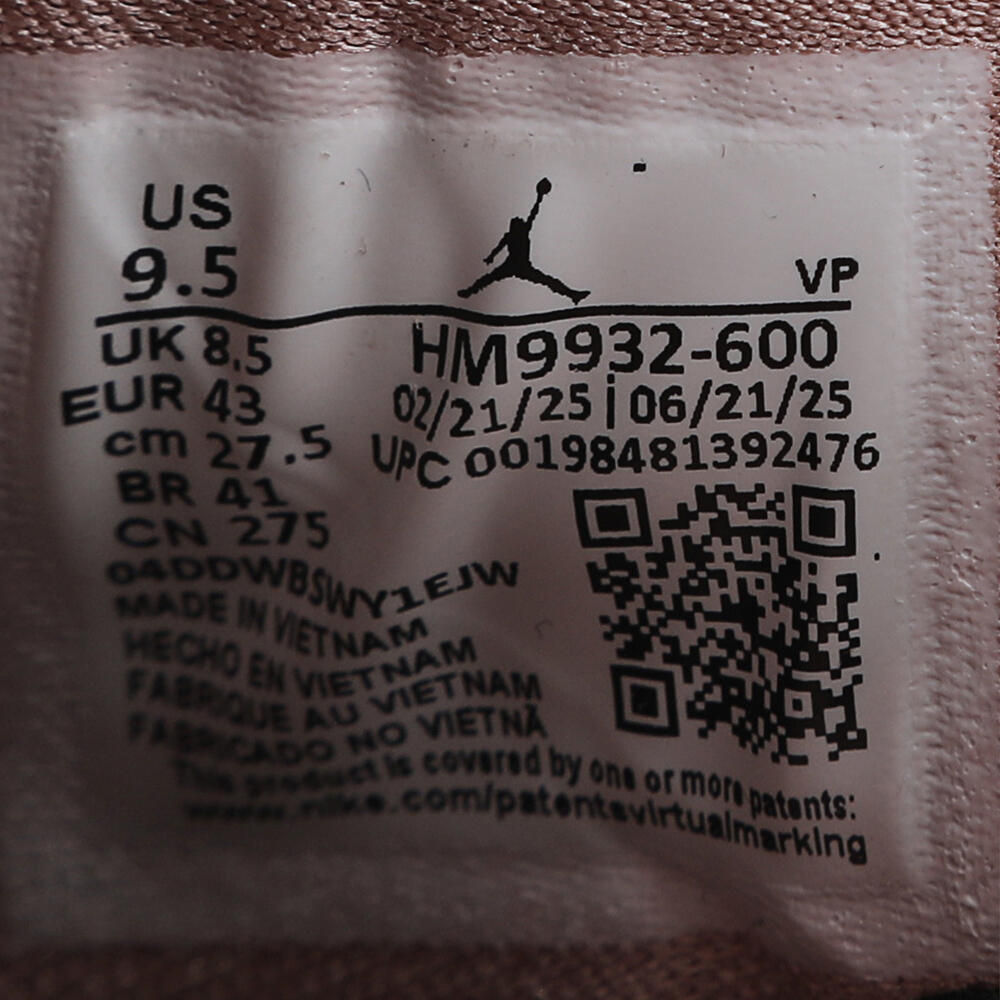 US
9.5
VP
UK 8.5
EUR 43
cm 27.5
BR 41
CN 275
HM9932-600
02/21/25 | 06/21/25
UPC 00198481392476
04DDWBSWY1EJW
MADE IN VIETNAM
HECHO EN VIETNAM
FABRIQUE AU VIETNAM
FABRICADO NO VIETNÃ
This product is covered by one or more patents:
www.nike.com/patentsvirtualmarking